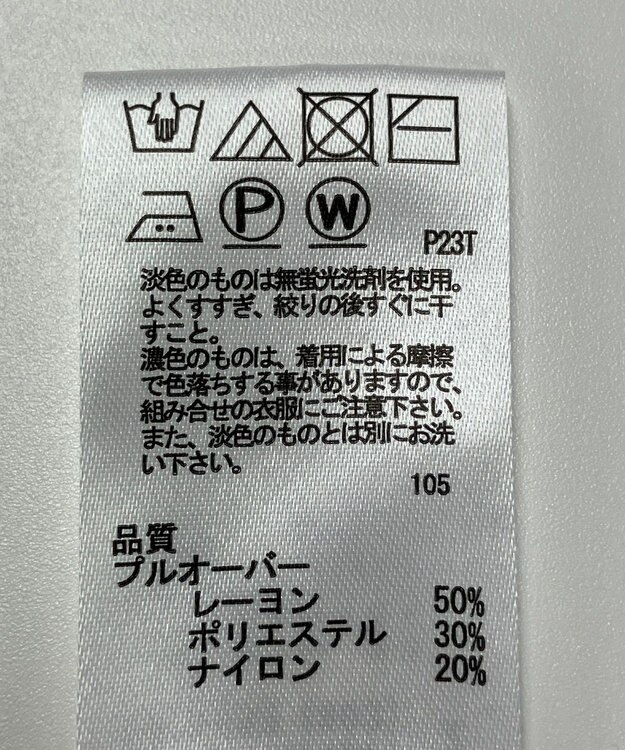 P W
P23T
淡色のものは無蛍光洗剤を使用。
よくすすぎ、絞りの後すぐに干
すこと。
濃色のものは、着用による摩擦
で色落ちする事がありますので、
組み合せの衣服にご注意下さい。
また、淡色のものとは別にお洗
い下さい。
105
品質
プルオーバー
レーヨン 50%
ポリエステル 30%
ナイロン 20%